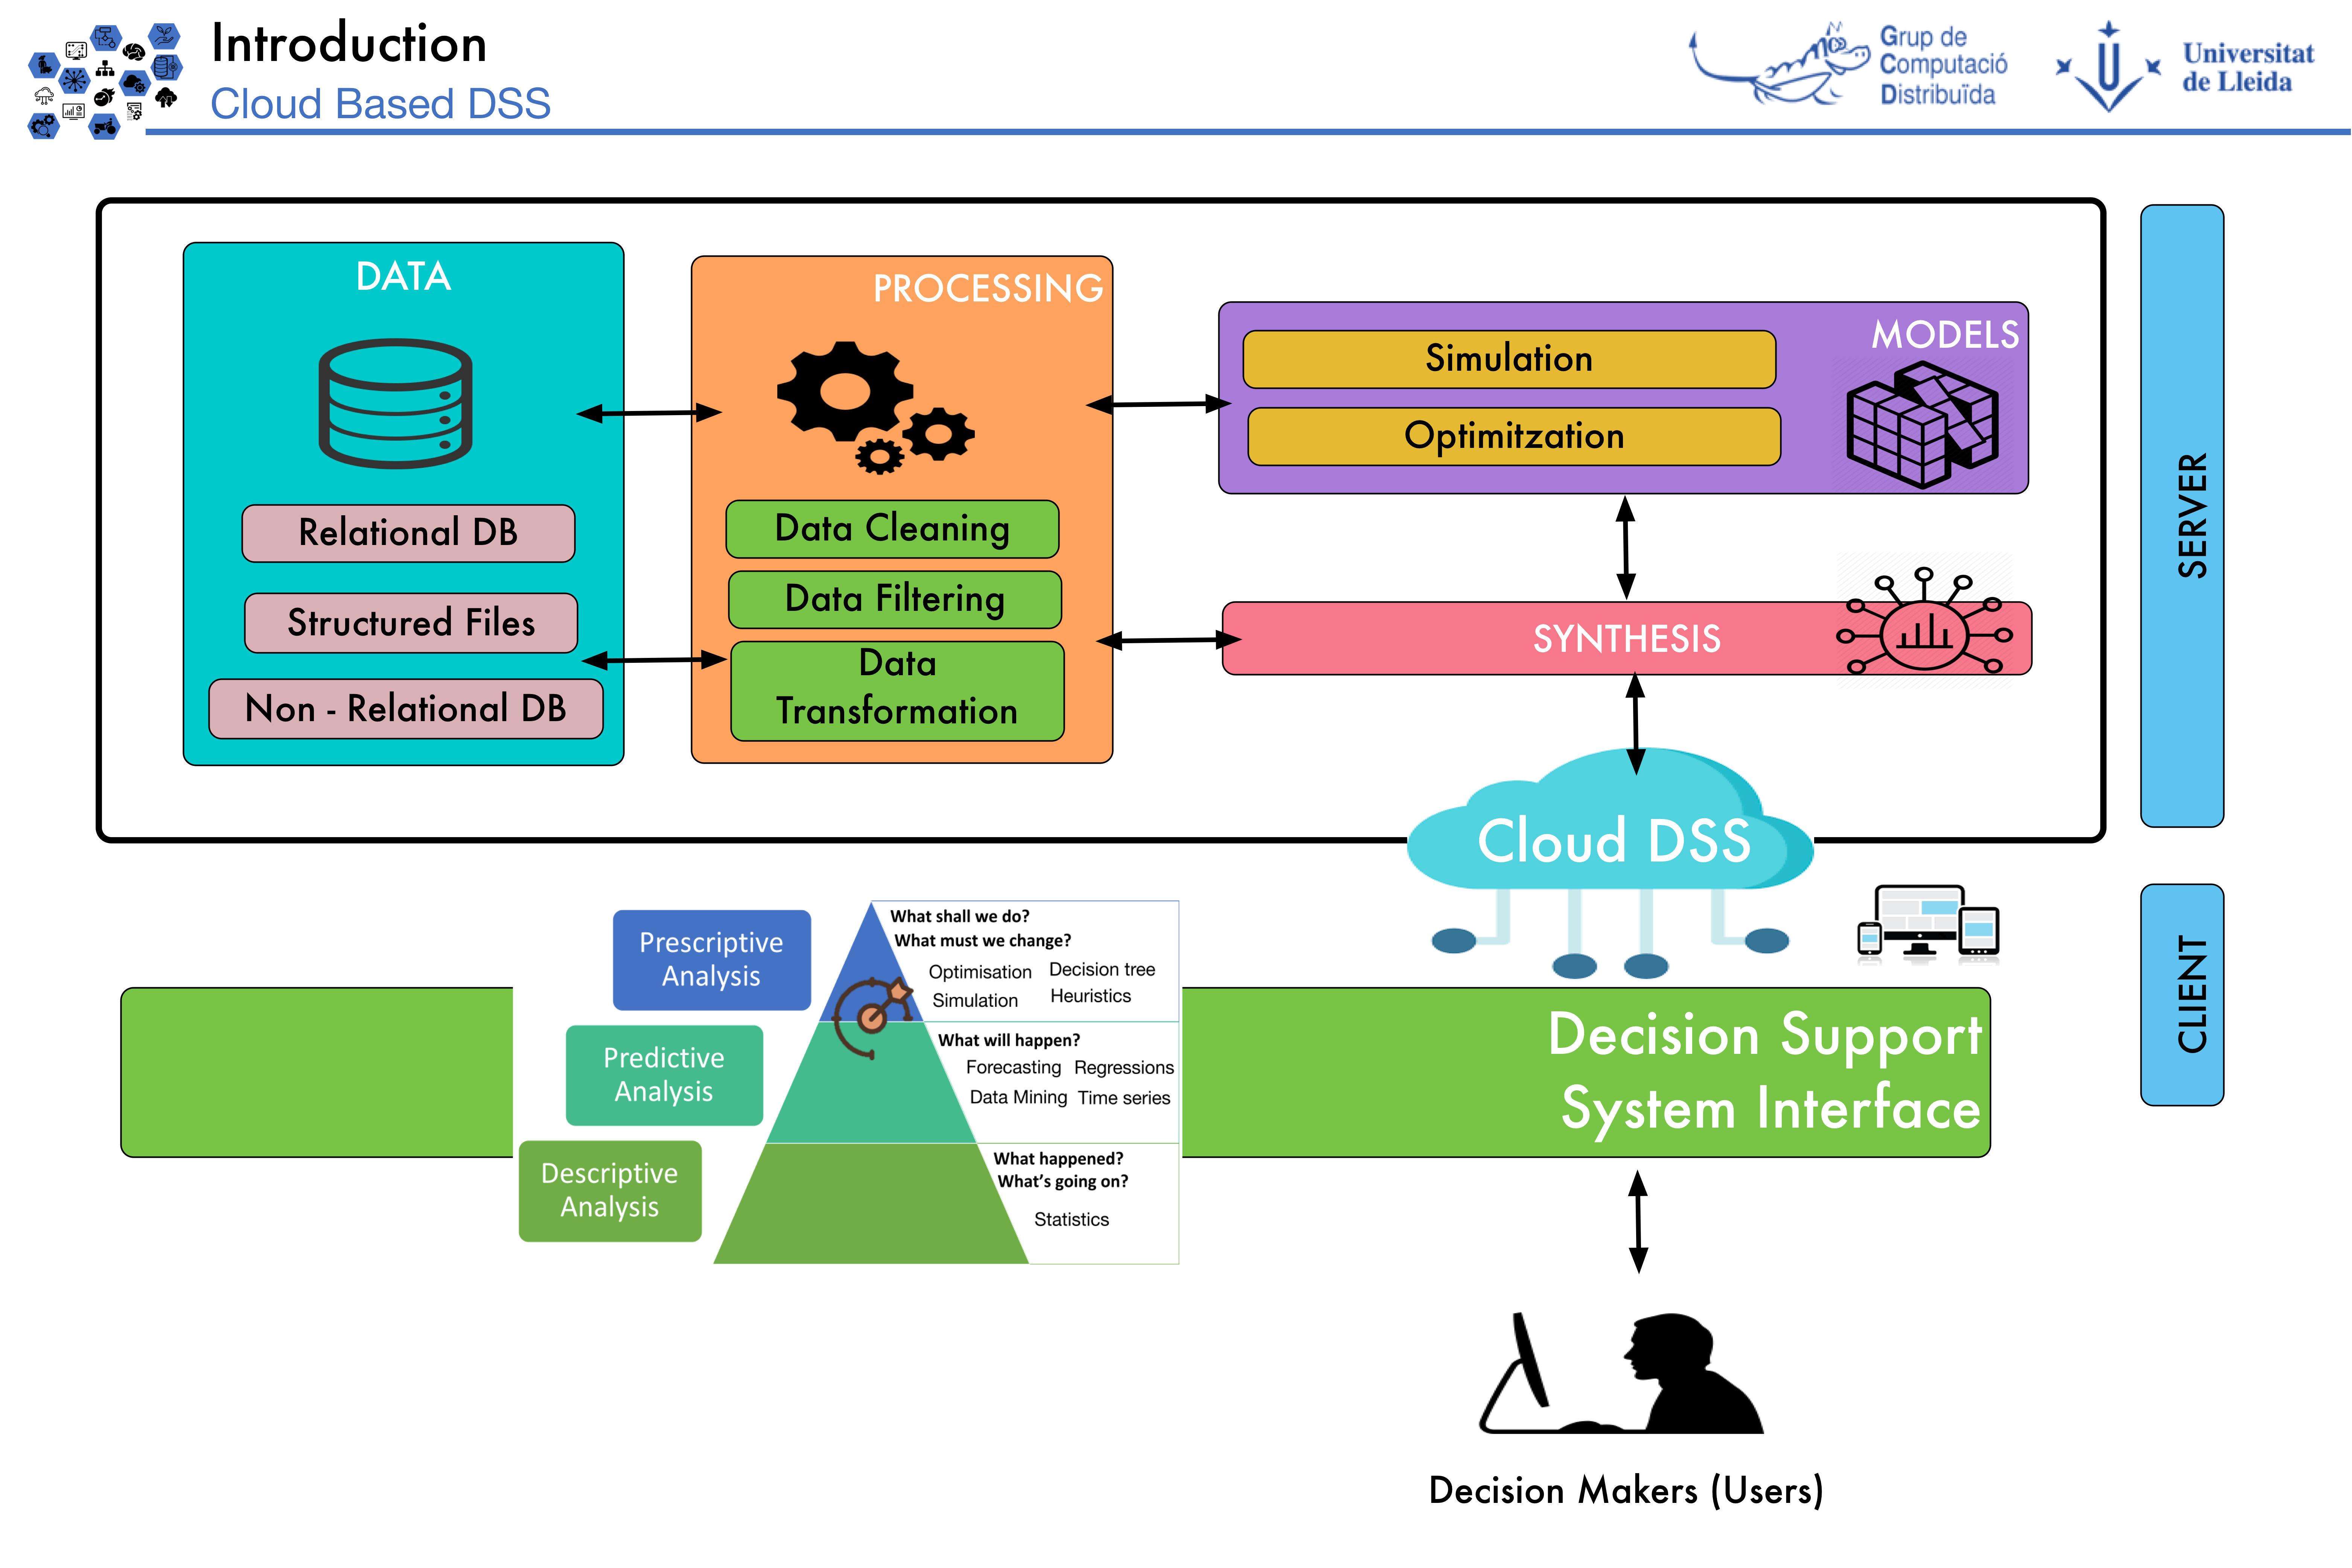 Introduction
Cloud Based DSS
Grup de
Computació
Distribuïda
Universitat
de Lleida
DATA
Relational DB
Structured Files
Non - Relational DB
PROCESSING
Data Cleaning
Data Filtering
Data
Transformation
MODELS
Simulation
Optimitzation
SYNTHESIS
Cloud DSS
SERVER
CLIENT
Prescriptive
Analysis
What shall we do?
What must we change?
Optimisation Decision tree
Simulation Heuristics
Predictive
Analysis
What will happen?
Forecasting Regressions
Data Mining Time series
Descriptive
Analysis
What happened?
What's going on?
Statistics
Decision Support
System Interface
Decision Makers (Users)